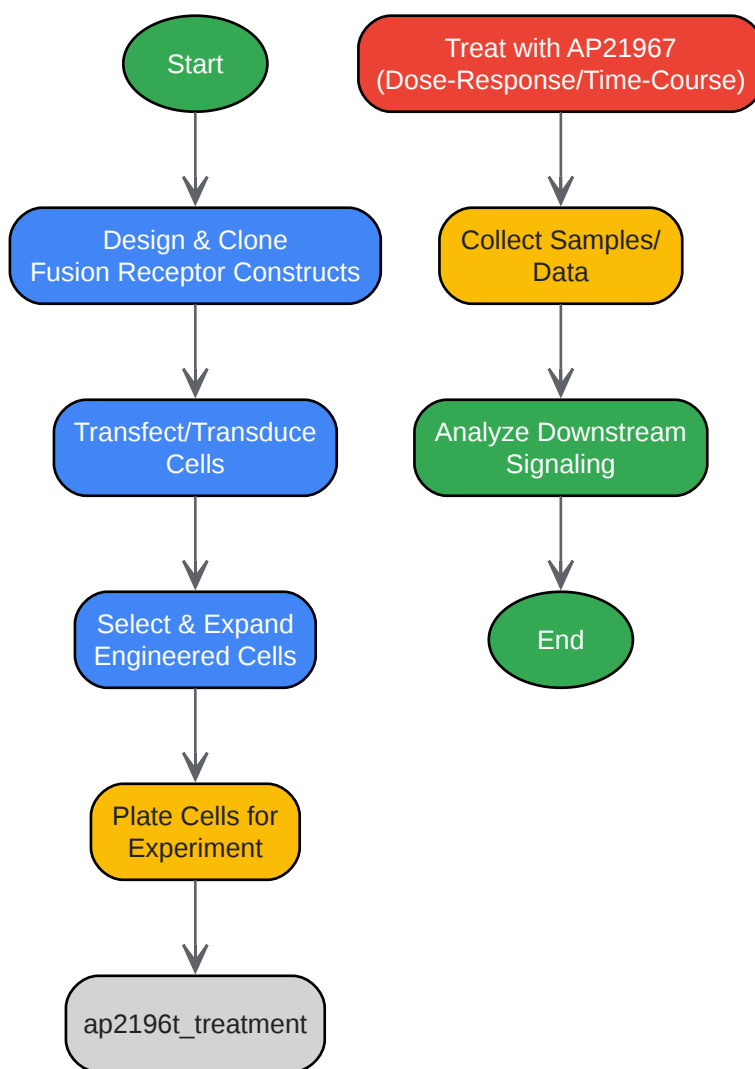 Start
Design & Clone
Fusion Receptor Constructs
Transfect/Transduce
Cells
Select & Expand
Engineered Cells
Plate Cells for
Experiment
ap2196t_treatment
Treat with AP21967
(Dose-Response/Time-Course)
Collect Samples/
Data
Analyze Downstream
Signaling
End